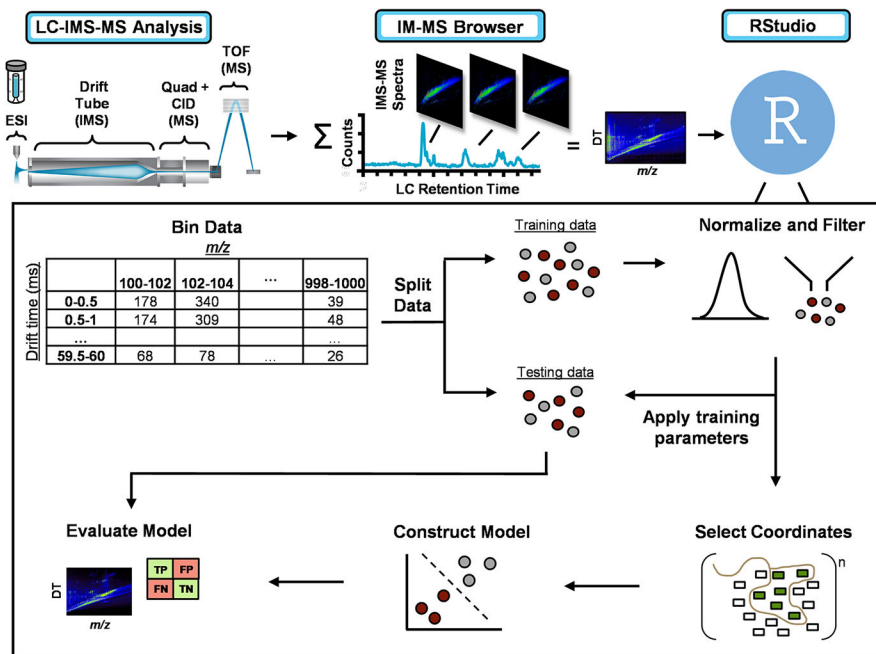 LC-IMS-MS Analysis
IM-MS Browser
RStudio
TOF
(MS)
Drift
Tube
(IMS)
Quad +
CID
(MS)
ESI
IMS-MS
Spectra
Σ
Counts
LC Retention Time
=
DT
m/z
R
Bin Data
m/z
Drift time (ms)
100-102 102-104 ... 998-1000
0-0.5 178 340 39
0.5-1 174 309 48
... ...
59.5-60 68 78 ... 26
Split
Data
Training data
Normalize and Filter
Testing data
Apply training
parameters
Evaluate Model
Construct Model
Select Coordinates
DT
m/z
TP FP
FN TN
n